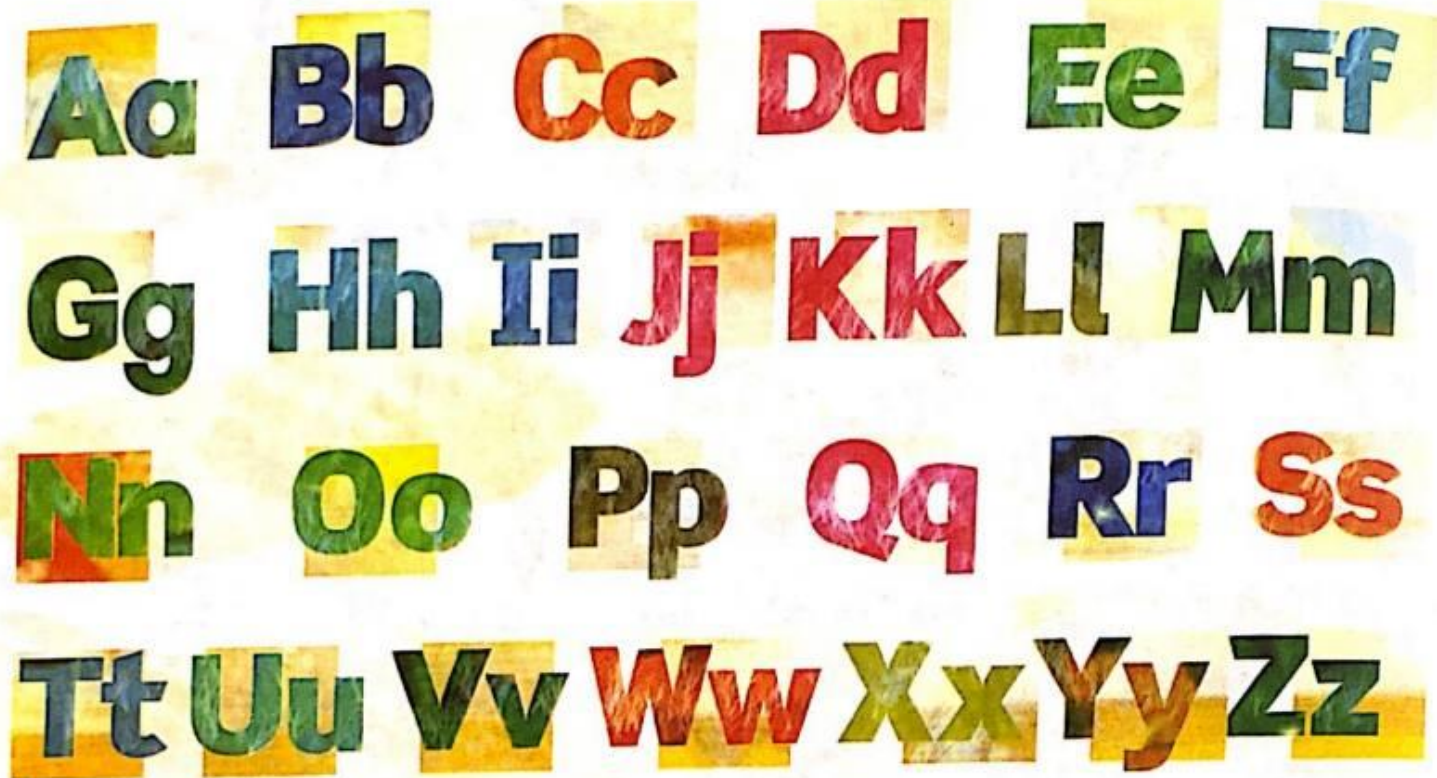 Aa Bb Cc Dd Ee Ff
Gg Hh Ii Jj Kk Ll Mm
Nn Oo Pp Qq Rr Ss
Tt Uu Vv Ww Xx Yy Zz